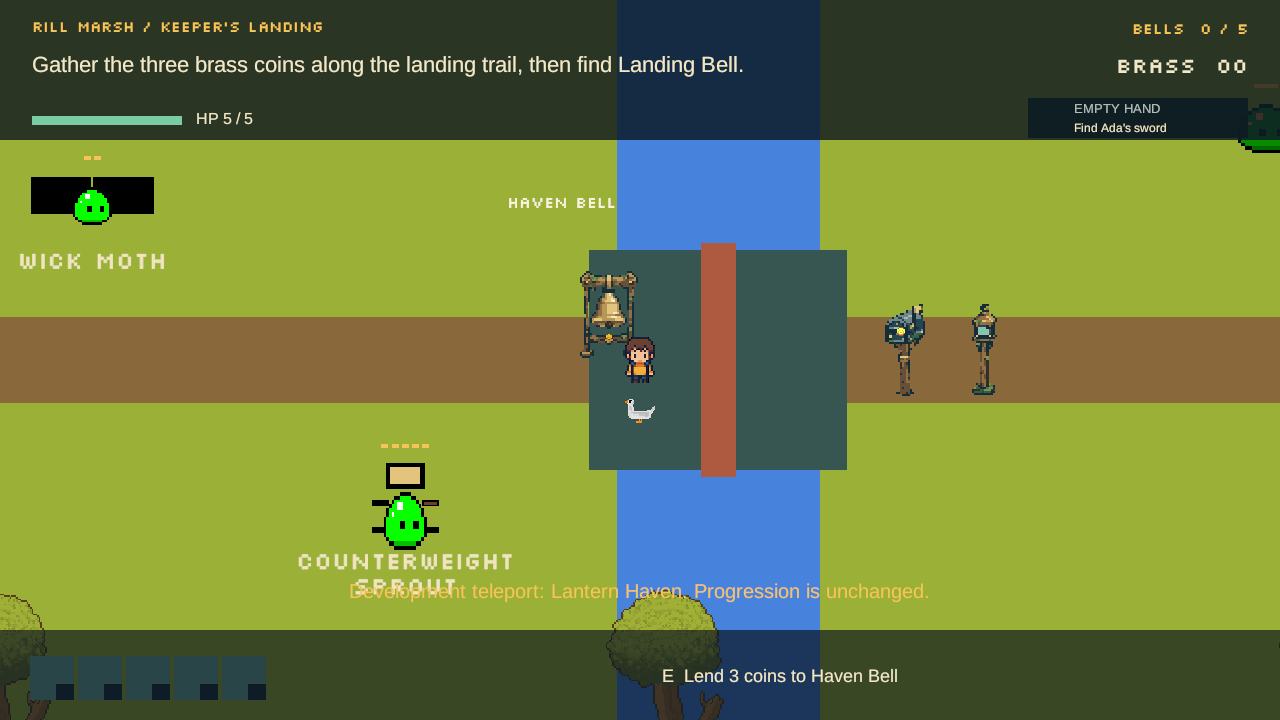 RILL MARSH / KEEPER'S LANDING
BELLS 0 / 5
Gather the three brass coins along the landing trail, then find Landing Bell.
BRASS 00
HP 5 / 5
EMPTY HAND
Find Ada's sword
HAVEN BELL
WICK MOTH
COUNTERWEIGHT
SPROUT
Development teleport: Lantern Haven. Progression is unchanged.
E Lend 3 coins to Haven Bell